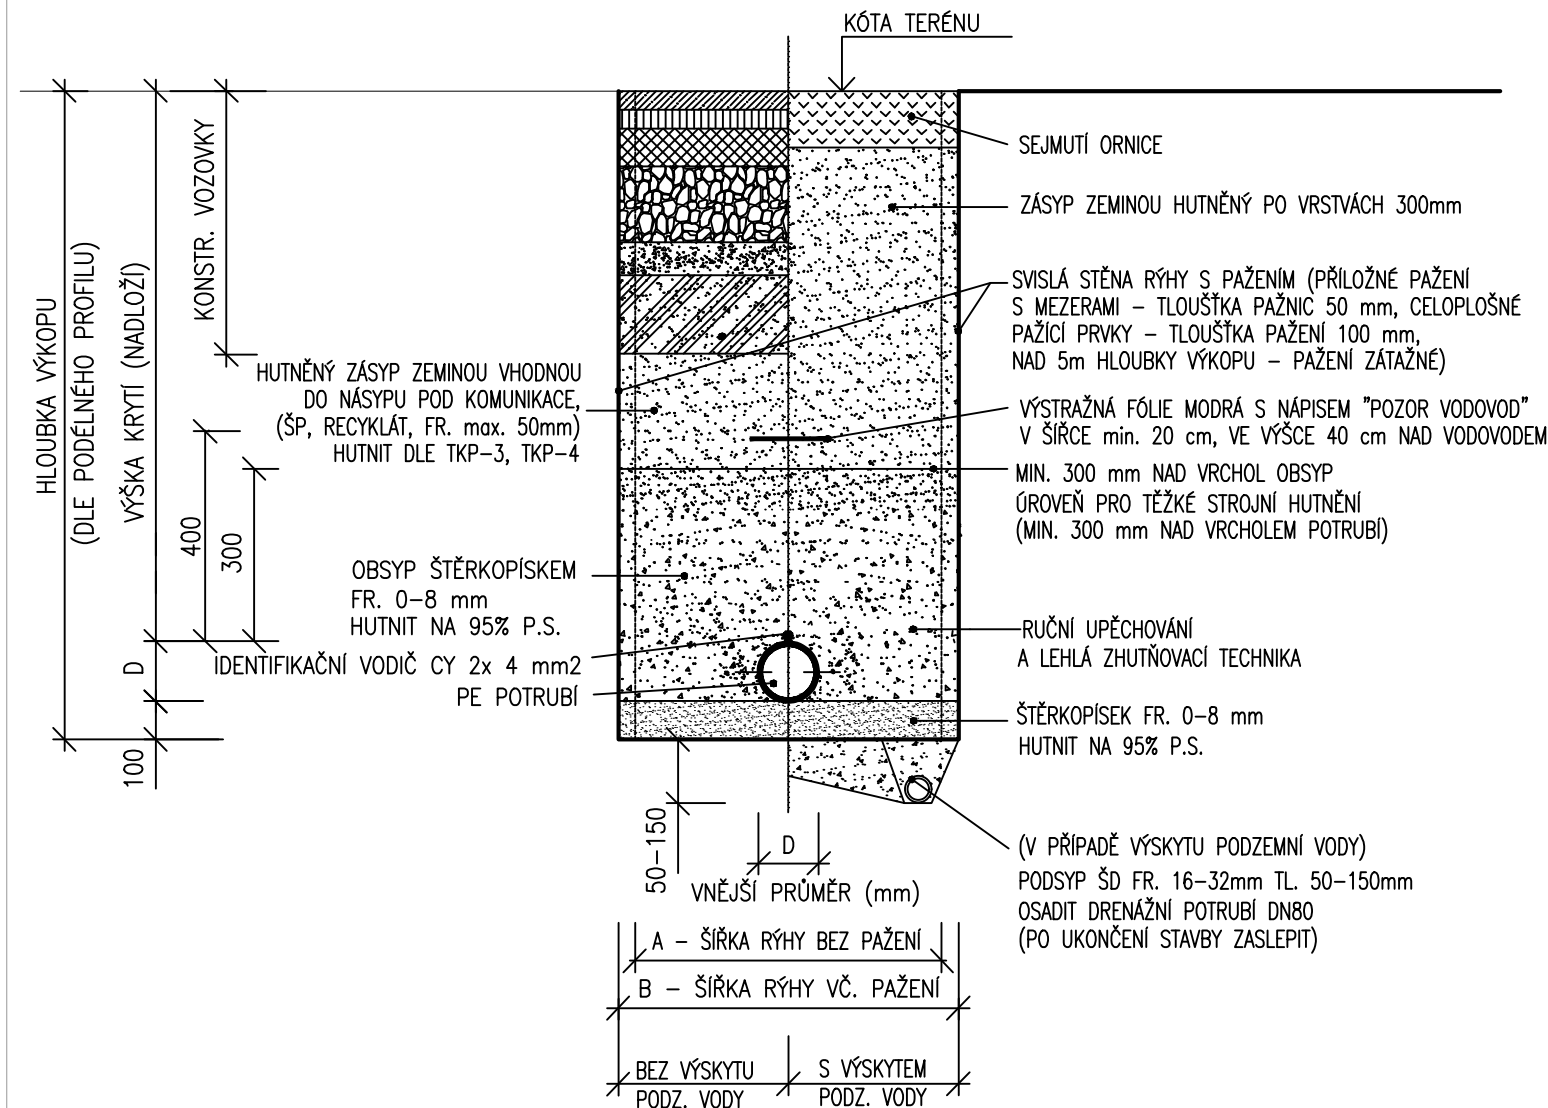 KÓTA TERÉNU
SEJMUTÍ ORNICE
ZÁSYP ZEMINOU HUTNĚNÝ PO VRSTVÁCH 300mm
SVISLÁ STĚNA RÝHY S PAŽENÍM (PŘÍLOŽNÉ PAŽENÍ
S MEZERAMI – TLOUŠŤKA PAŽNIC 50 mm, CELOPLOŠNÉ
PAŽÍCÍ PRVKY – TLOUŠŤKA PAŽENÍ 100 mm,
NAD 5m HLOUBKY VÝKOPU – PAŽENÍ ZÁTAŽNÉ)
VÝSTRAŽNÁ FÓLIE MODRÁ S NÁPISEM "POZOR VODOVOD"
V ŠÍŘCE min. 20 cm, VE VÝŠCE 40 cm NAD VODOVODEM
MIN. 300 mm NAD VRCHOL OBSYP
ÚROVEŇ PRO TĚŽKÉ STROJNÍ HUTNĚNÍ
(MIN. 300 mm NAD VRCHOLEM POTRUBÍ)
RUČNÍ UPĚCHOVÁNÍ
A LEHLÁ ZHUTŇOVACÍ TECHNIKA
ŠTĚRKOPÍSEK FR. 0–8 mm
HUTNIT NA 95% P.S.
(V PŘÍPADĚ VÝSKYTU PODZEMNÍ VODY)
PODSYP ŠD FR. 16–32mm TL. 50–150mm
OSADIT DRENÁŽNÍ POTRUBÍ DN80
(PO UKONČENÍ STAVBY ZASLEPIT)
HLOUBKA VÝKOPU
(DLE PODÉLNÉHO PROFILU)
VÝŠKA KRYTÍ (NADLOŽÍ)
KONSTR. VOZOVKY
400
300
D
100
HUTNĚNÝ ZÁSYP ZEMINOU VHODNOU
DO NÁSYPU POD KOMUNIKACE,
(ŠP, RECYKLÁT, FR. max. 50mm)
HUTNIT DLE TKP–3, TKP–4
OBSYP ŠTĚRKOPÍSKEM
FR. 0–8 mm
HUTNIT NA 95% P.S.
IDENTIFIKAČNÍ VODIČ CY 2x 4 mm2
PE POTRUBÍ
50–150
D
VNĚJŠÍ PRŮMĚR (mm)
A – ŠÍŘKA RÝHY BEZ PAŽENÍ
B – ŠÍŘKA RÝHY VČ. PAŽENÍ
BEZ VÝSKYTU
PODZ. VODY
S VÝSKYTEM
PODZ. VODY